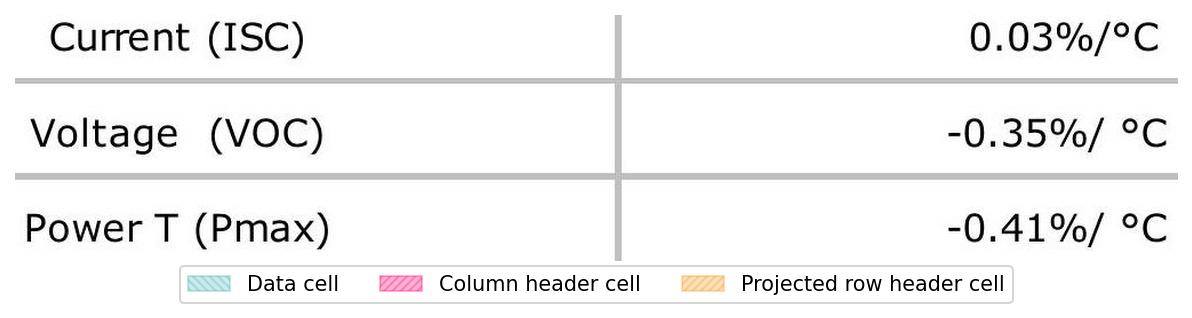 Current (ISC) 0.03%/°C
Voltage (VOC) -0.35%/ °C
Power T (Pmax) -0.41%/ °C
Data cell Column header cell Projected row header cell